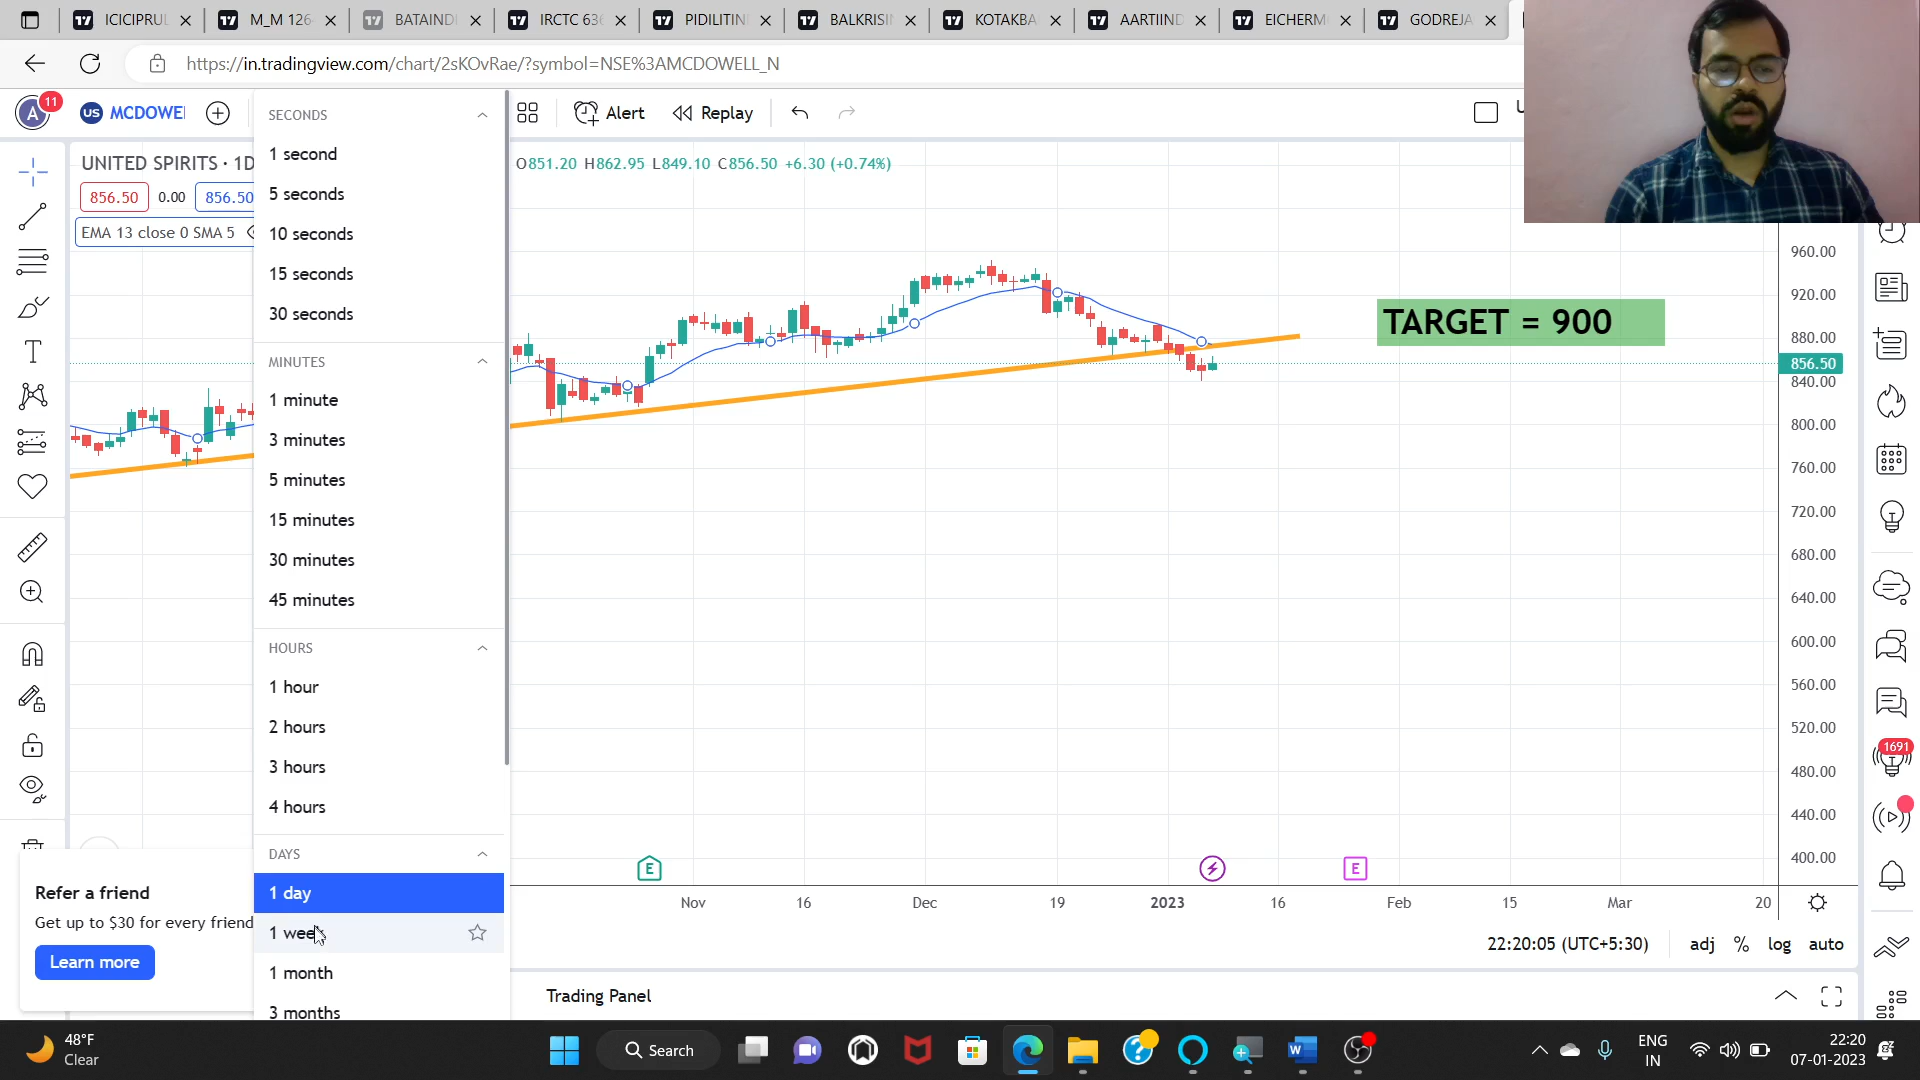 ICICIPRUL
M_M 126
BATAINDI
IRCTC 636
PIDILITIN
BALKRISI
KOTAKBA
AARTIIND
EICHERM
GODREJA
https://in.tradingview.com/chart/2sKOvRae/?symbol=NSE%3AMCDOWELL_N
A
11
US
MCDOWE
Alert
Replay
U
UNITED SPIRITS · 1D
O851.20 H862.95 L849.10 C856.50 +6.30 (+0.74%)
856.50
0.00
856.50
EMA 13 close 0 SMA 5
SECONDS
1 second
5 seconds
10 seconds
15 seconds
30 seconds
MINUTES
1 minute
3 minutes
5 minutes
15 minutes
30 minutes
45 minutes
HOURS
1 hour
2 hours
3 hours
4 hours
DAYS
1 day
1 week
1 month
3 months
TARGET = 900
960.00
920.00
880.00
856.50
840.00
800.00
760.00
720.00
680.00
640.00
600.00
560.00
520.00
480.00
440.00
400.00
1691
E
E
Nov
16
Dec
19
2023
16
Feb
15
Mar
20
22:20:05 (UTC+5:30)
adj
%
log
auto
Refer a friend
Get up to $30 for every friend
Learn more
Trading Panel
48°F
Clear
Search
ENG
IN
22:20
07-01-2023